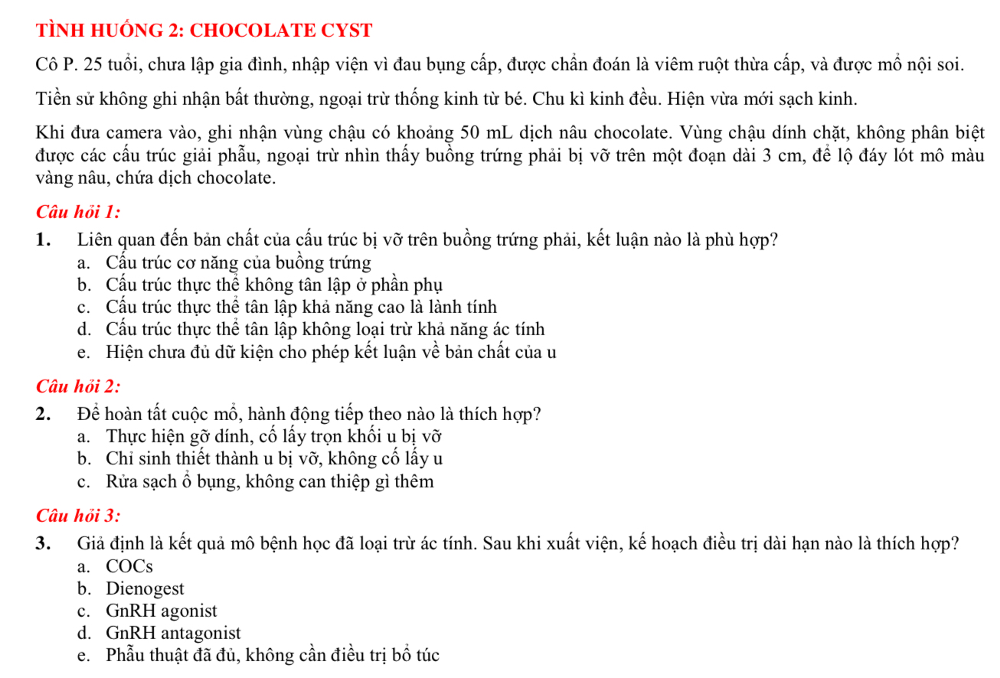 TÌNH HUỐNG 2: CHOCOLATE CYST
Cô P. 25 tuổi, chưa lập gia đình, nhập viện vì đau bụng cấp, được chẩn đoán là viêm ruột thừa cấp, và được mổ nội soi.
Tiền sử không ghi nhận bất thường, ngoại trừ thống kinh từ bé. Chu kì kinh đều. Hiện vừa mới sạch kinh.
Khi đưa camera vào, ghi nhận vùng chậu có khoảng 50 mL dịch nâu chocolate. Vùng chậu dính chặt, không phân biệt
được các cấu trúc giải phẫu, ngoại trừ nhìn thấy buồng trứng phải bị vỡ trên một đoạn dài 3 cm, để lộ đáy lót mô màu
vàng nâu, chứa dịch chocolate.
Câu hỏi 1:
1. Liên quan đến bản chất của cấu trúc bị vỡ trên buồng trứng phải, kết luận nào là phù hợp?
a. Cấu trúc cơ năng của buồng trứng
b. Cấu trúc thực thể không tân lập ở phần phụ
c. Cấu trúc thực thể tân lập khả năng cao là lành tính
d. Cấu trúc thực thể tân lập không loại trừ khả năng ác tính
e. Hiện chưa đủ dữ kiện cho phép kết luận về bản chất của u
Câu hỏi 2:
2. Để hoàn tất cuộc mổ, hành động tiếp theo nào là thích hợp?
a. Thực hiện gỡ dính, cố lấy trọn khối u bị vỡ
b. Chỉ sinh thiết thành u bị vỡ, không cố lấy u
c. Rửa sạch ổ bụng, không can thiệp gì thêm
Câu hỏi 3:
3. Giả định là kết quả mô bệnh học đã loại trừ ác tính. Sau khi xuất viện, kế hoạch điều trị dài hạn nào là thích hợp?
a. COCs
b. Dienogest
c. GnRH agonist
d. GnRH antagonist
e. Phẫu thuật đã đủ, không cần điều trị bổ túc